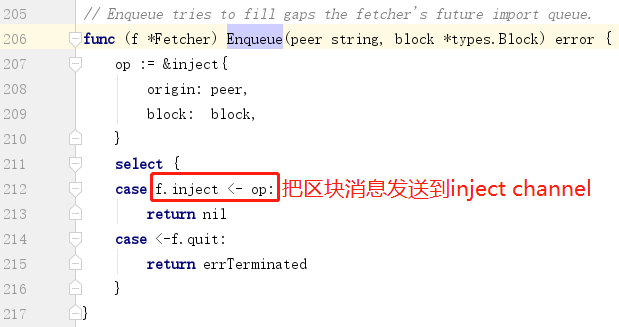 205 // Enqueue tries to fill gaps the fetcher's future import queue.
206 func (f *Fetcher) Enqueue(peer string, block *types.Block) error {
207     op := &inject{
208         origin: peer,
209         block:  block,
210     }
211     select {
212     case f.inject <- op: 把区块消息发送到inject channel
213         return nil
214     case <-f.quit:
215         return errTerminated
216     }
217 }